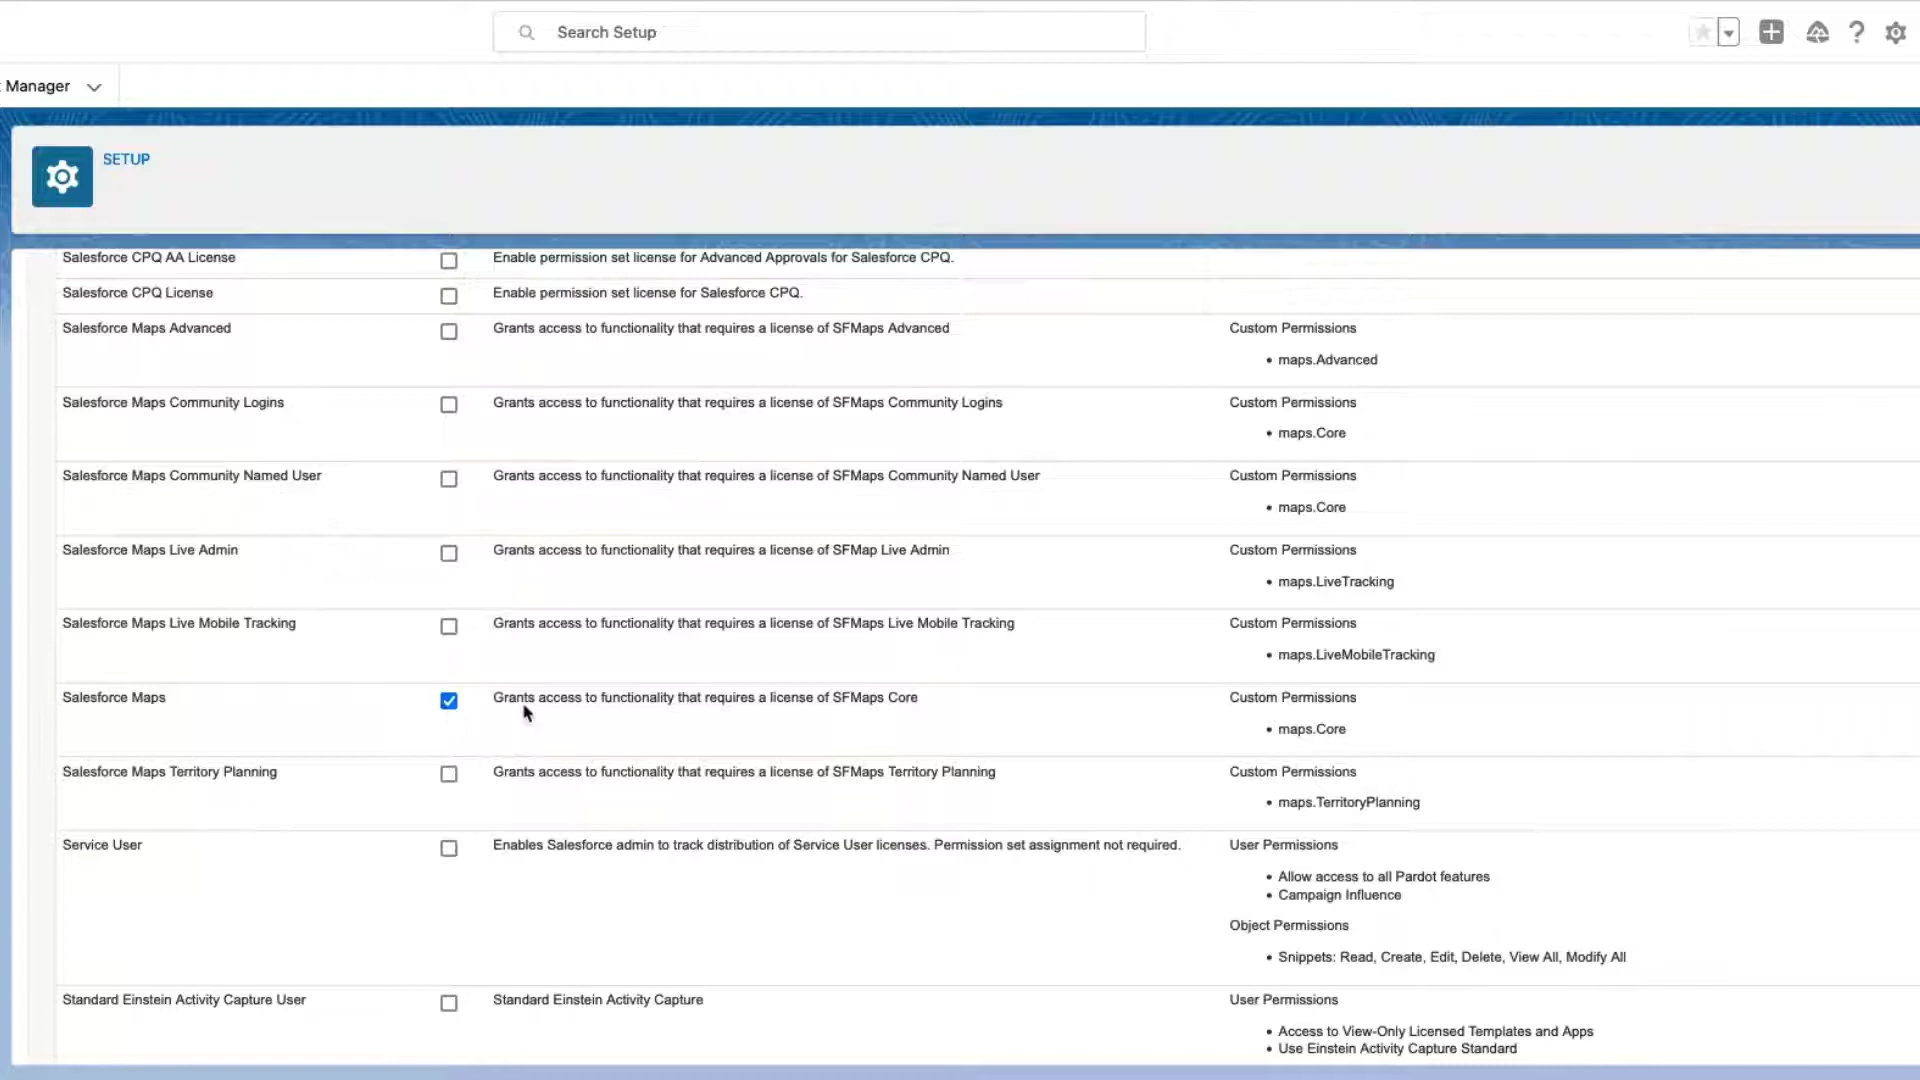 Search Setup
Manager
SETUP
Salesforce CPQ AA License
Enable permission set license for Advanced Approvals for Salesforce CPQ.
Salesforce CPQ License
Enable permission set license for Salesforce CPQ.
Salesforce Maps Advanced
Grants access to functionality that requires a license of SFMaps Advanced
Custom Permissions
• maps.Advanced
Salesforce Maps Community Logins
Grants access to functionality that requires a license of SFMaps Community Logins
Custom Permissions
• maps.Core
Salesforce Maps Community Named User
Grants access to functionality that requires a license of SFMaps Community Named User
Custom Permissions
• maps.Core
Salesforce Maps Live Admin
Grants access to functionality that requires a license of SFMap Live Admin
Custom Permissions
• maps.LiveTracking
Salesforce Maps Live Mobile Tracking
Grants access to functionality that requires a license of SFMaps Live Mobile Tracking
Custom Permissions
• maps.LiveMobileTracking
Salesforce Maps
Grants access to functionality that requires a license of SFMaps Core
Custom Permissions
• maps.Core
Salesforce Maps Territory Planning
Grants access to functionality that requires a license of SFMaps Territory Planning
Custom Permissions
• maps.TerritoryPlanning
Service User
Enables Salesforce admin to track distribution of Service User licenses. Permission set assignment not required.
User Permissions
• Allow access to all Pardot features
• Campaign Influence
Object Permissions
• Snippets: Read, Create, Edit, Delete, View All, Modify All
Standard Einstein Activity Capture User
Standard Einstein Activity Capture
User Permissions
• Access to View-Only Licensed Templates and Apps
• Use Einstein Activity Capture Standard